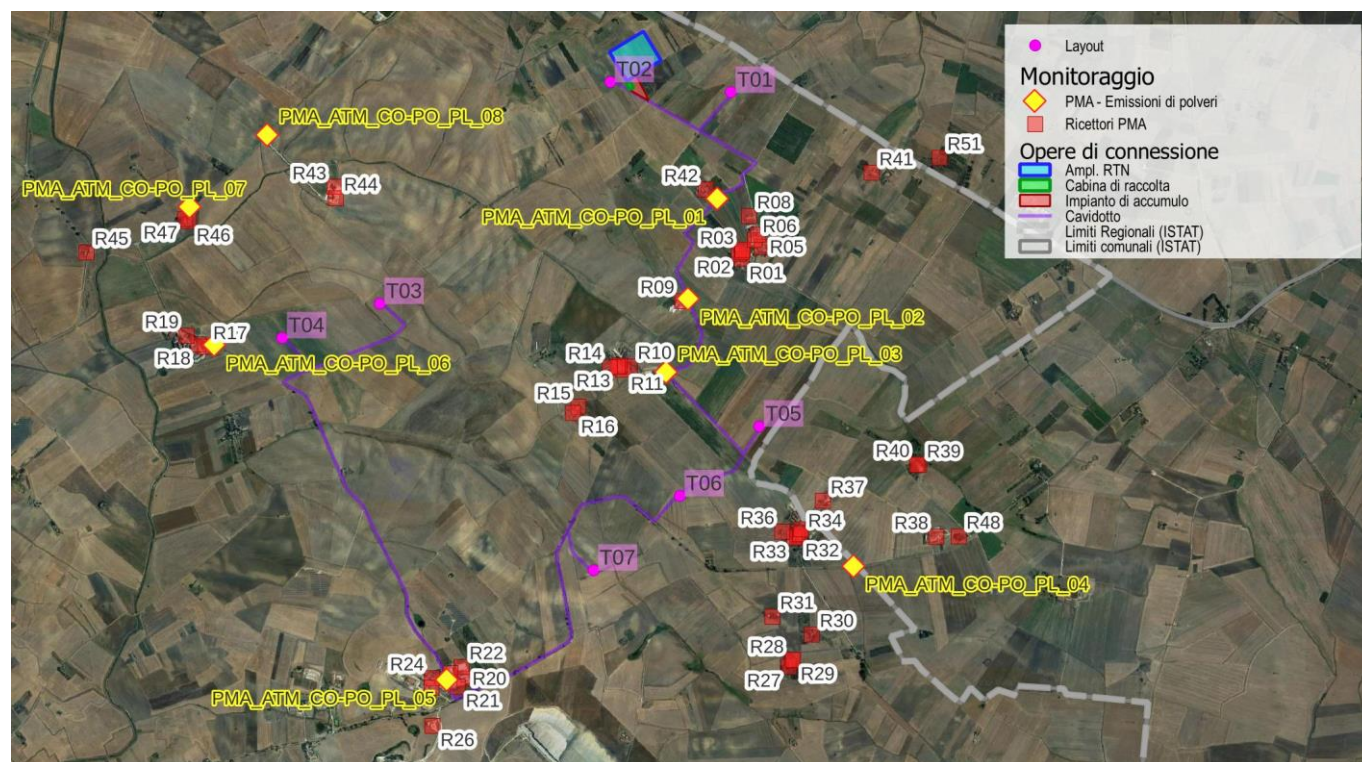 Layout
Monitoraggio
PMA - Emissioni di polveri
Ricettori PMA
Opere di connessione
Ampl. RTN
Cabina di raccolta
Impianto di accumulo
Cavidotto
Limiti Regionali (ISTAT)
Limiti comunali (ISTAT)
T02
T01
PMA_ATM_CO-PO_PL_08
R51
R41
R43
R44
R42
PMA_ATM_CO-PO_PL_07
PMA_ATM_CO-PO_PL_01
R08
R47
R46
R06
R03
R05
R45
R02
R01
T03
R09
PMA_ATM_CO-PO_PL_02
R19
T04
R17
R18
PMA_ATM_CO-PO_PL_06
R14
R10
PMA_ATM_CO-PO_PL_03
R13
R11
R15
R16
T05
R40
R39
T06
R37
R36
R34
R38
R48
R33
R32
T07
PMA_ATM_CO-PO_PL_04
R31
R30
R28
R22
R24
R20
R27
R29
PMA_ATM_CO-PO_PL_05
R21
R26